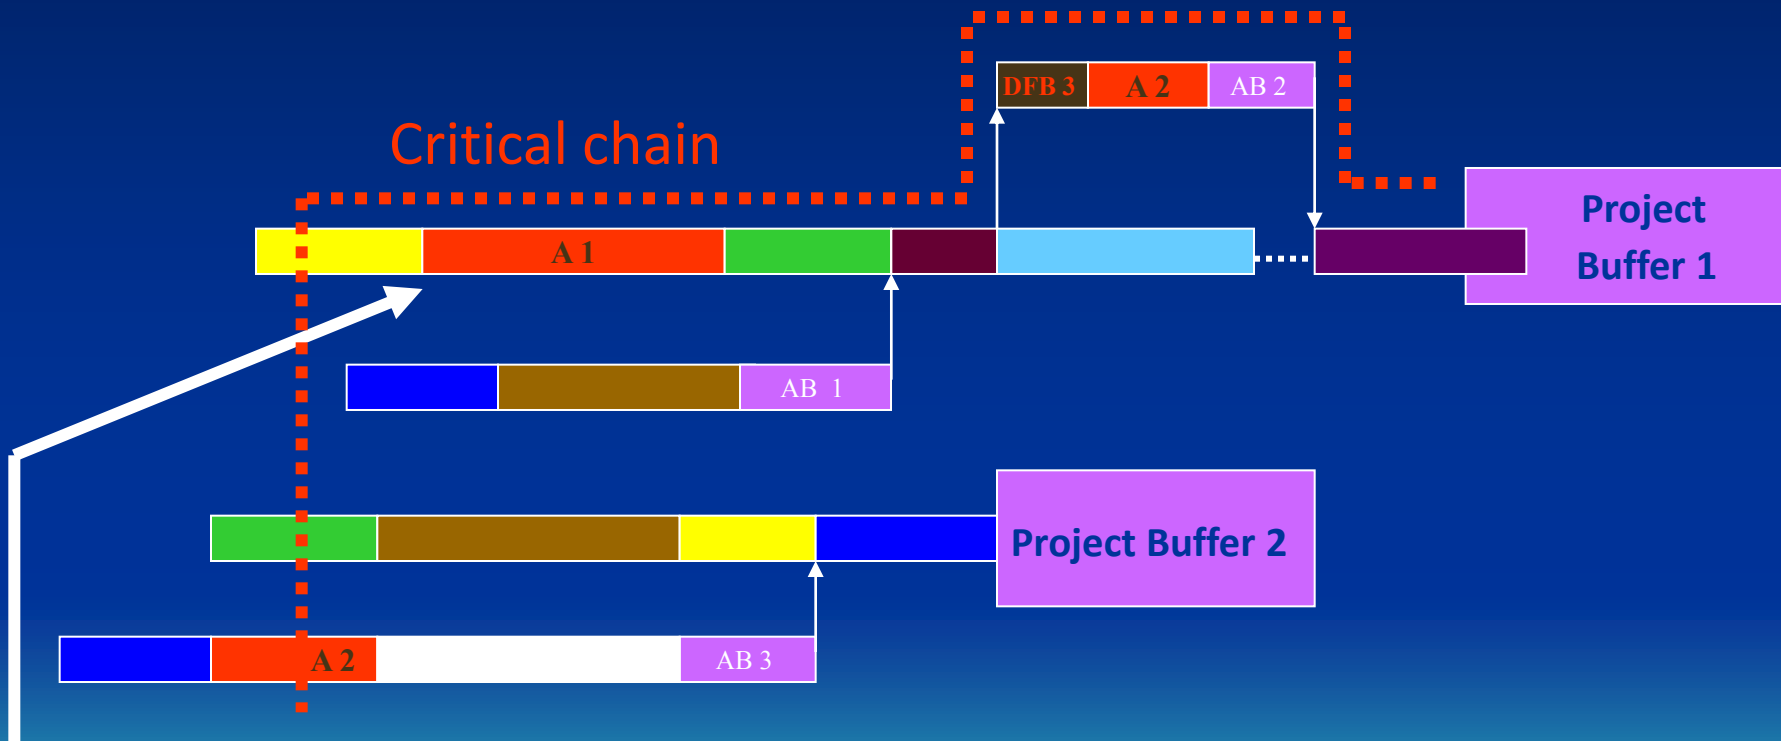 DFB 3
A 2
AB 2
Critical chain
Project
Buffer 1
A 1
AB 1
Project Buffer 2
A 2
AB 3